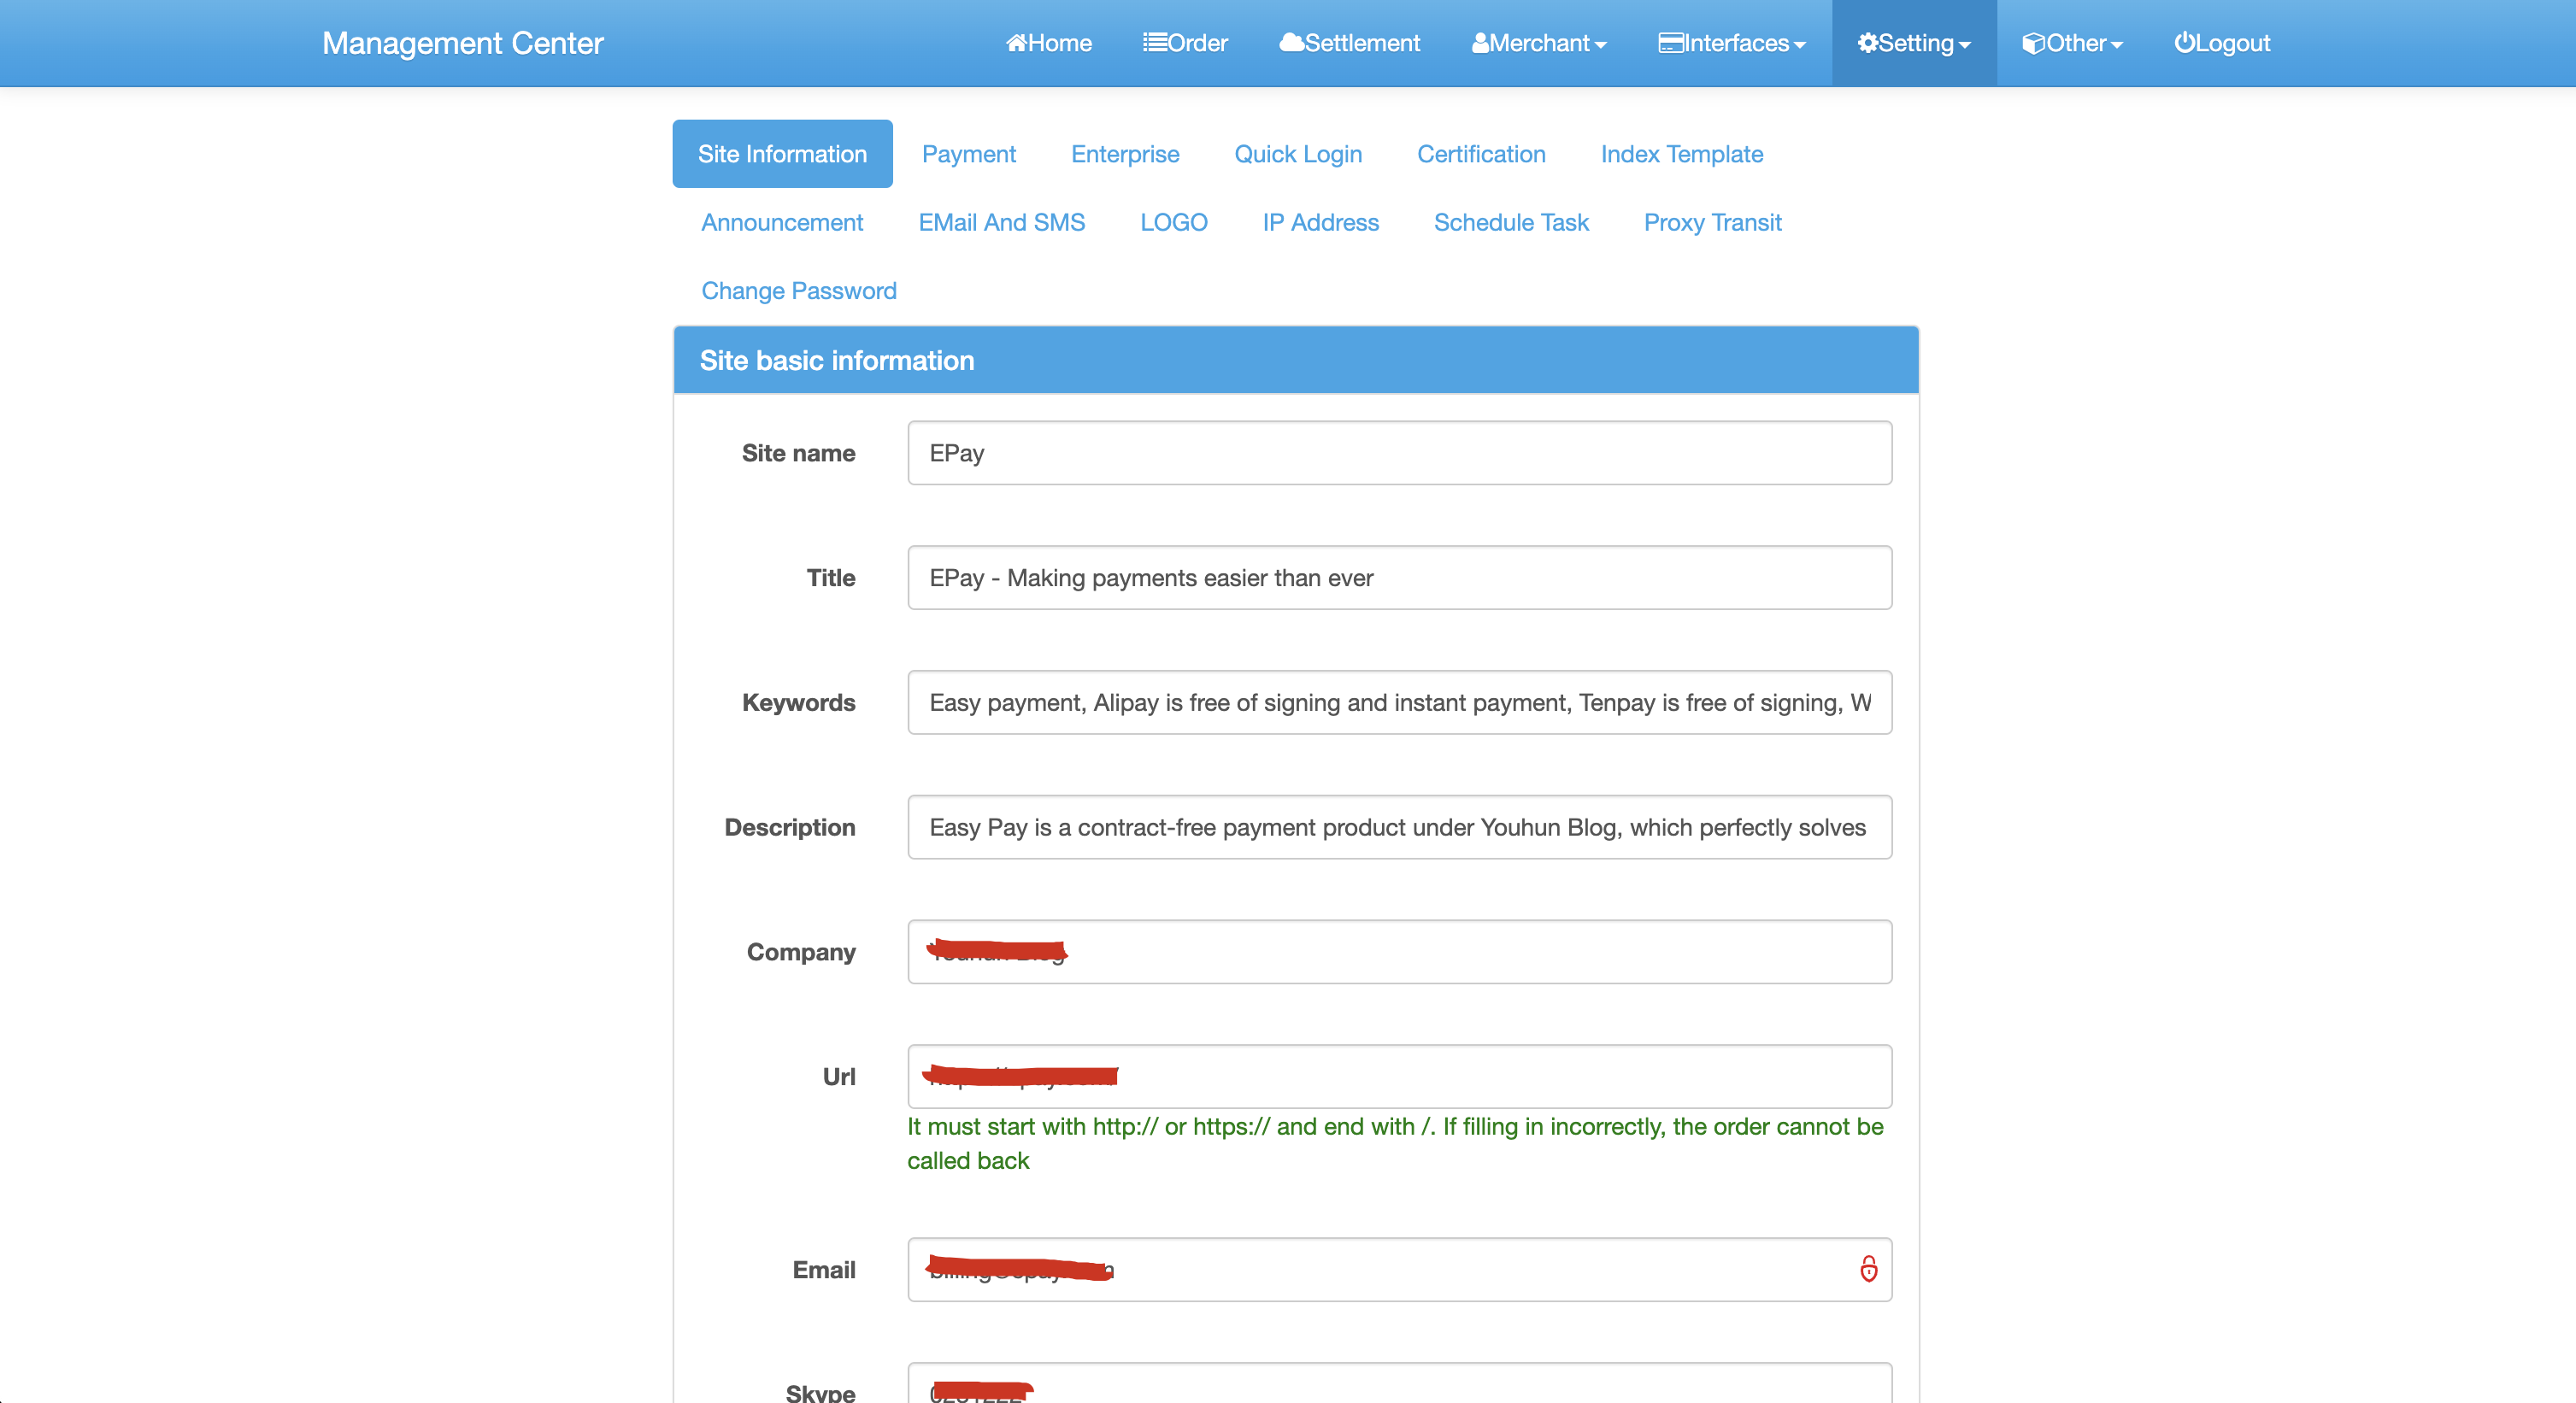 Management Center
Home
Order
Settlement
Merchant
Interfaces
Setting
Other
Logout
Site Information
Payment
Enterprise
Quick Login
Certification
Index Template
Announcement
EMail And SMS
LOGO
IP Address
Schedule Task
Proxy Transit
Change Password
Site basic information
Site name
EPay
Title
EPay - Making payments easier than ever
Keywords
Easy payment, Alipay is free of signing and instant payment, Tenpay is free of signing, W
Description
Easy Pay is a contract-free payment product under Youhun Blog, which perfectly solves
Company
Url
It must start with http:// or https:// and end with /. If filling in incorrectly, the order cannot be
called back
Email
Skype